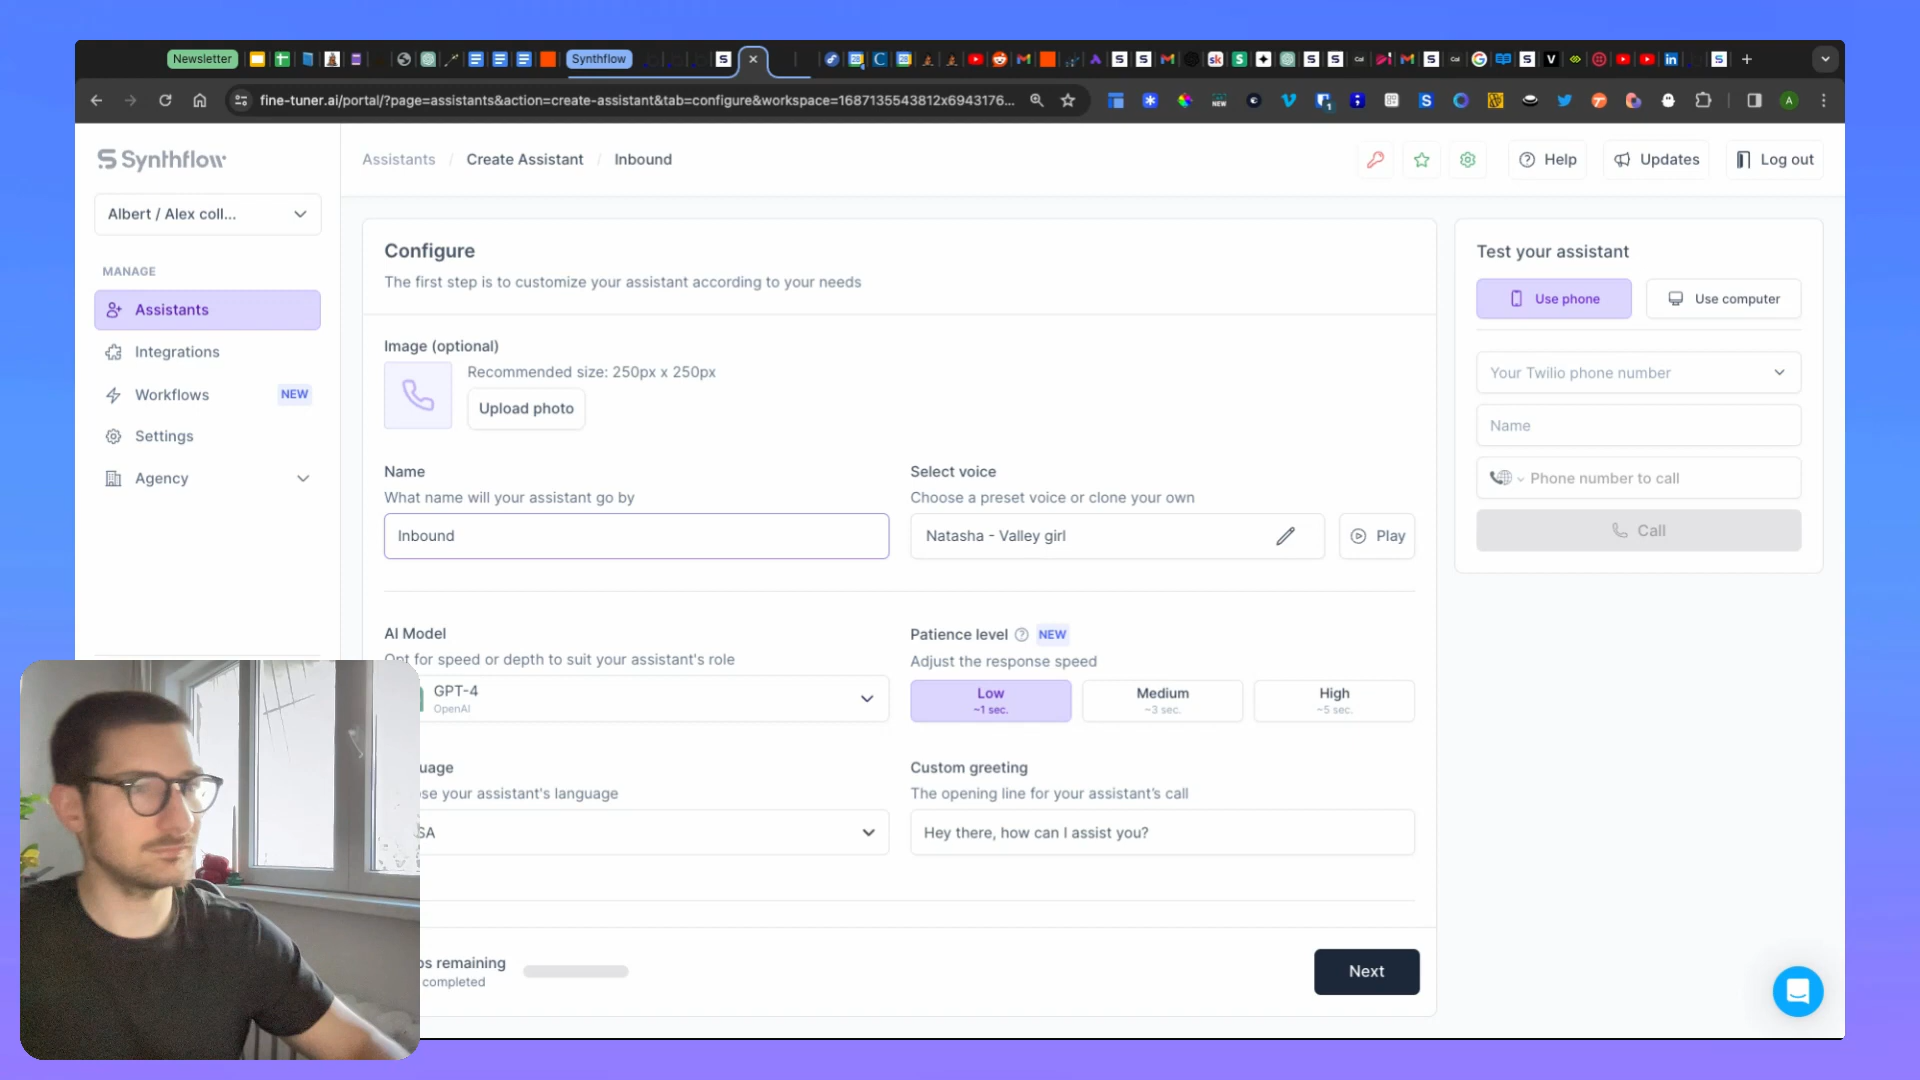 Newsletter
Synthflow
fine-tuner.ai/portal/?page=assistants&action=create-assistant&tab=configure&workspace=1687135543812x6943176...
Synthflow
Assistants / Create Assistant / Inbound
Help
Updates
Log out
Albert / Alex coll...
MANAGE
Assistants
Integrations
Workflows NEW
Settings
Agency
Configure
The first step is to customize your assistant according to your needs
Image (optional)
Recommended size: 250px x 250px
Upload photo
Name
What name will your assistant go by
Inbound
Select voice
Choose a preset voice or clone your own
Natasha - Valley girl
Play
AI Model
Opt for speed or depth to suit your assistant's role
GPT-4
OpenAI
Patience level NEW
Adjust the response speed
Low
~1 sec.
Medium
~3 sec.
High
~5 sec.
uage
se your assistant's language
SA
Custom greeting
The opening line for your assistant's call
Hey there, how can I assist you?
ps remaining
completed
Next
Test your assistant
Use phone
Use computer
Your Twilio phone number
Name
Phone number to call
Call